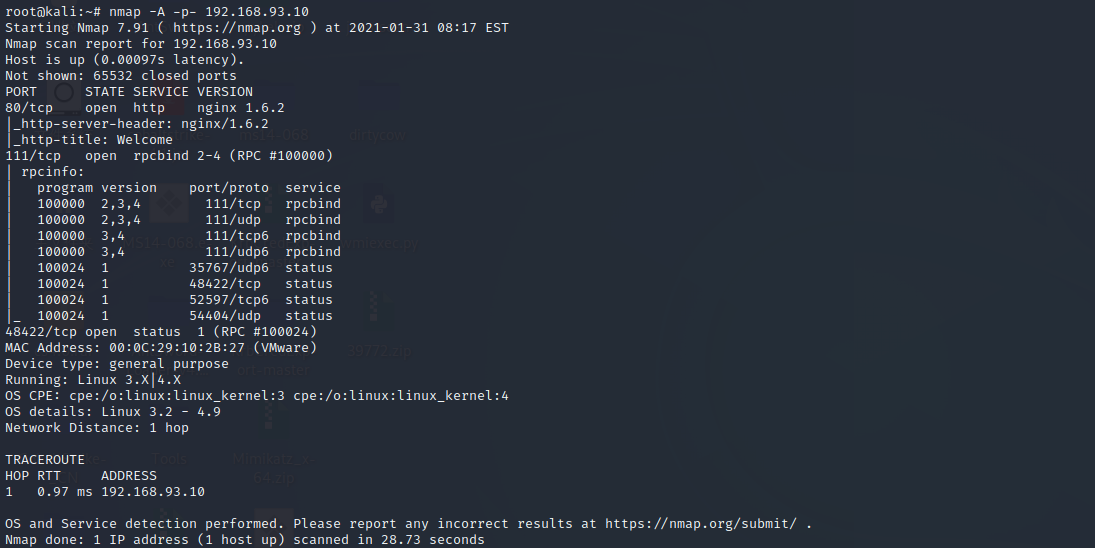 root@kali:~# nmap -A -p- 192.168.93.10
Starting Nmap 7.91 ( https://nmap.org ) at 2021-01-31 08:17 EST
Nmap scan report for 192.168.93.10
Host is up (0.00097s latency).
Not shown: 65532 closed ports
PORT      STATE SERVICE VERSION
80/tcp    open  http    nginx 1.6.2
|_http-server-header: nginx/1.6.2
|_http-title: Welcome
111/tcp   open  rpcbind 2-4 (RPC #100000)
| rpcinfo:
|   program version    port/proto  service
|   100000  2,3,4        111/tcp   rpcbind
|   100000  2,3,4        111/udp   rpcbind
|   100000  3,4          111/tcp6  rpcbind
|   100000  3,4          111/udp6  rpcbind
|   100024  1          35767/udp6  status
|   100024  1          48422/tcp   status
|   100024  1          52597/tcp6  status
|_  100024  1          54404/udp   status
48422/tcp open  status  1 (RPC #100024)
MAC Address: 00:0C:29:10:2B:27 (VMware)
Device type: general purpose
Running: Linux 3.X|4.X
OS CPE: cpe:/o:linux:linux_kernel:3 cpe:/o:linux:linux_kernel:4
OS details: Linux 3.2 - 4.9
Network Distance: 1 hop
TRACEROUTE
HOP RTT     ADDRESS
1   0.97 ms 192.168.93.10
OS and Service detection performed. Please report any incorrect results at https://nmap.org/submit/ .
Nmap done: 1 IP address (1 host up) scanned in 28.73 seconds